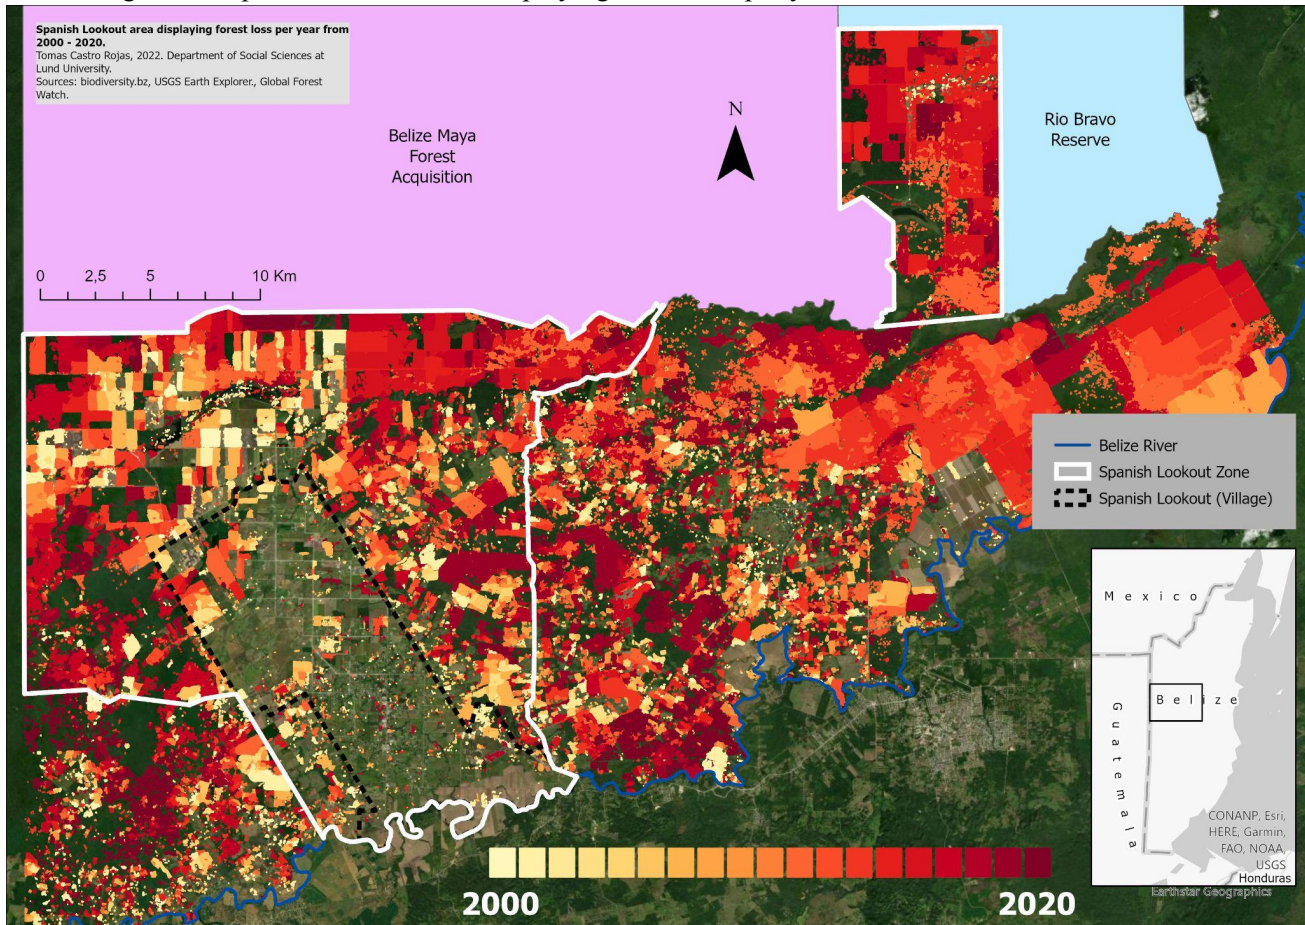 Spanish Lookout area displaying forest loss per year from
2000 - 2020.
Tomas Castro Rojas, 2022. Department of Social Sciences at
Lund University.
Sources: biodiversity.bz, USGS Earth Explorer., Global Forest
Watch.
Belize Maya
Forest
Acquisition
N
Rio Bravo
Reserve
0 2,5 5 10 Km
Belize River
Spanish Lookout Zone
Spanish Lookout (Village)
Mexico
Belize
Guatemala
CONANP, Esri,
HERE, Garmin,
FAO, NOAA,
USGS
Honduras
Earthstar Geographics
2000 2020